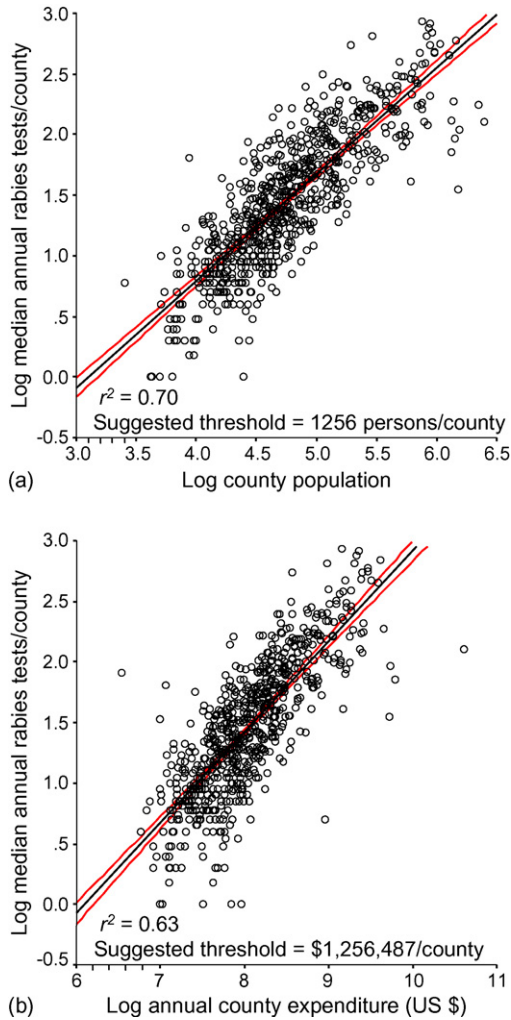 3.0
2.5
2.0
1.5
1.0
.5
0.0
-0.5
Log median annual rabies tests/county
r² = 0.70
Suggested threshold = 1256 persons/county
3.0 3.5 4.0 4.5 5.0 5.5 6.0 6.5
(a) Log county population
3.0
2.5
2.0
1.5
1.0
.5
0.0
-0.5
Log median annual rabies tests/county
r² = 0.63
Suggested threshold = $1,256,487/county
6 7 8 9 10 11
(b) Log annual county expenditure (US $)